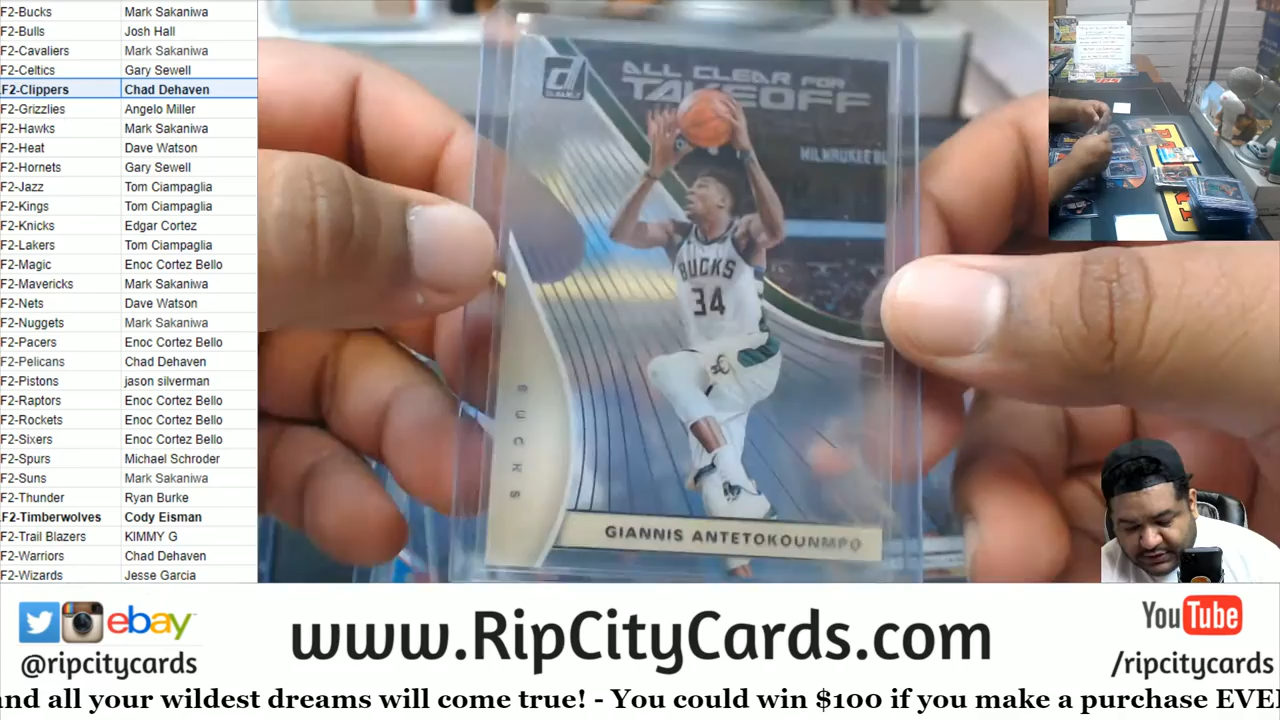 F2-Bucks Mark Sakaniwa
F2-Bulls Josh Hall
F2-Cavaliers Mark Sakaniwa
F2-Celtics Gary Sewell
F2-Clippers Chad Dehaven
F2-Grizzlies Angelo Miller
F2-Hawks Mark Sakaniwa
F2-Heat Dave Watson
F2-Hornets Gary Sewell
F2-Jazz Tom Ciampaglia
F2-Kings Tom Ciampaglia
F2-Knicks Edgar Cortez
F2-Lakers Tom Ciampaglia
F2-Magic Enoc Cortez Bello
F2-Mavericks Mark Sakaniwa
F2-Nets Dave Watson
F2-Nuggets Mark Sakaniwa
F2-Pacers Enoc Cortez Bello
F2-Pelicans Chad Dehaven
F2-Pistons jason silverman
F2-Raptors Enoc Cortez Bello
F2-Rockets Enoc Cortez Bello
F2-Sixers Enoc Cortez Bello
F2-Spurs Michael Schroder
F2-Suns Mark Sakaniwa
F2-Thunder Ryan Burke
F2-Timberwolves Cody Eisman
F2-Trail Blazers KIMMY G
F2-Warriors Chad Dehaven
F2-Wizards Jesse Garcia
ALL CLEAR FOR
TAKEOFF
MILWAUKEE BU
BUCKS
34
BUCKS
GIANNIS ANTETOKOUNMPO
ebay
@ripcitycards
www.RipCityCards.com
YouTube
/ripcitycards
and all your wildest dreams will come true! - You could win $100 if you make a purchase EVE